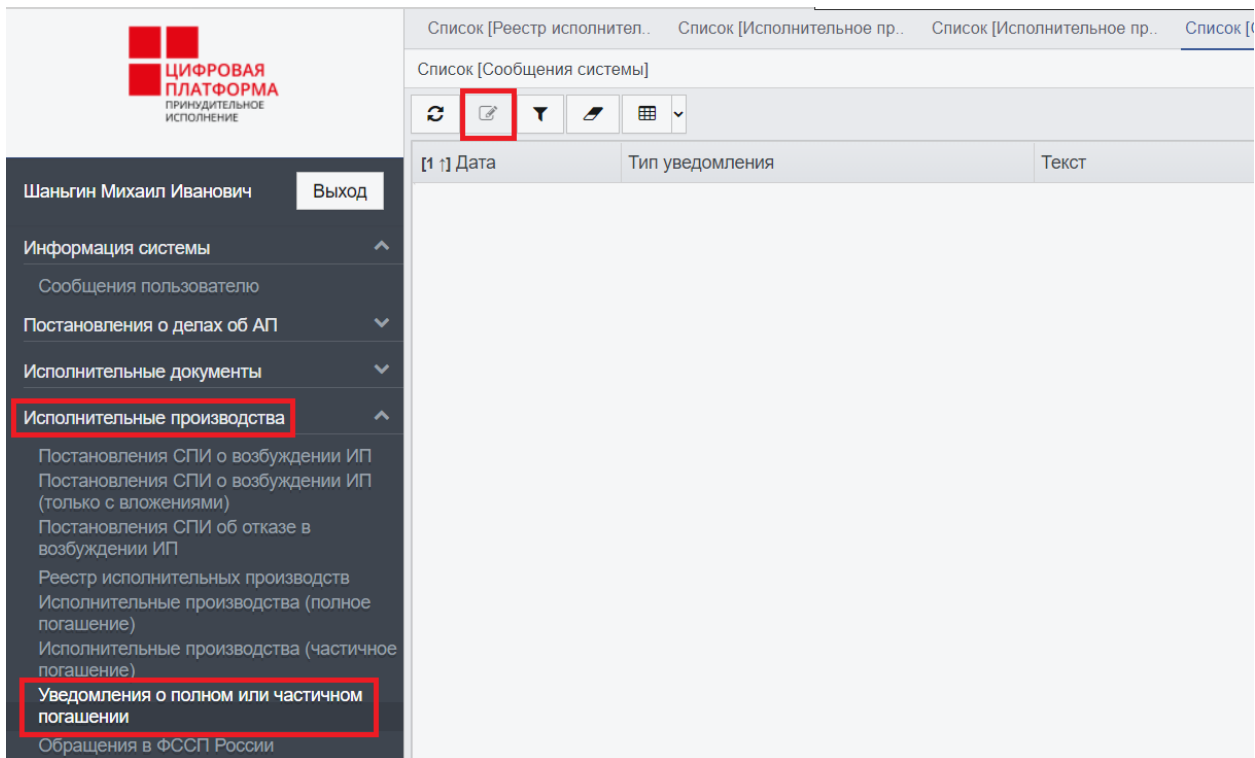 ЦИФРОВАЯ
ПЛАТФОРМА
ПРИНУДИТЕЛЬНОЕ
ИСПОЛНЕНИЕ
Шаньгин Михаил Иванович
Выход
Информация системы
Сообщения пользователю
Постановления о делах об АП
Исполнительные документы
Исполнительные производства
Постановления СПИ о возбуждении ИП
Постановления СПИ о возбуждении ИП
(только с вложениями)
Постановления СПИ об отказе в
возбуждении ИП
Реестр исполнительных производств
Исполнительные производства (полное
погашение)
Исполнительные производства (частичное
погашение)
Уведомления о полном или частичном
погашении
Обращения в ФССП России
Список [Реестр исполнител.. Список [Исполнительное пр.. Список [Исполнительное пр.. Список [
Список [Сообщения системы]
[1 ↑] Дата Тип уведомления Текст